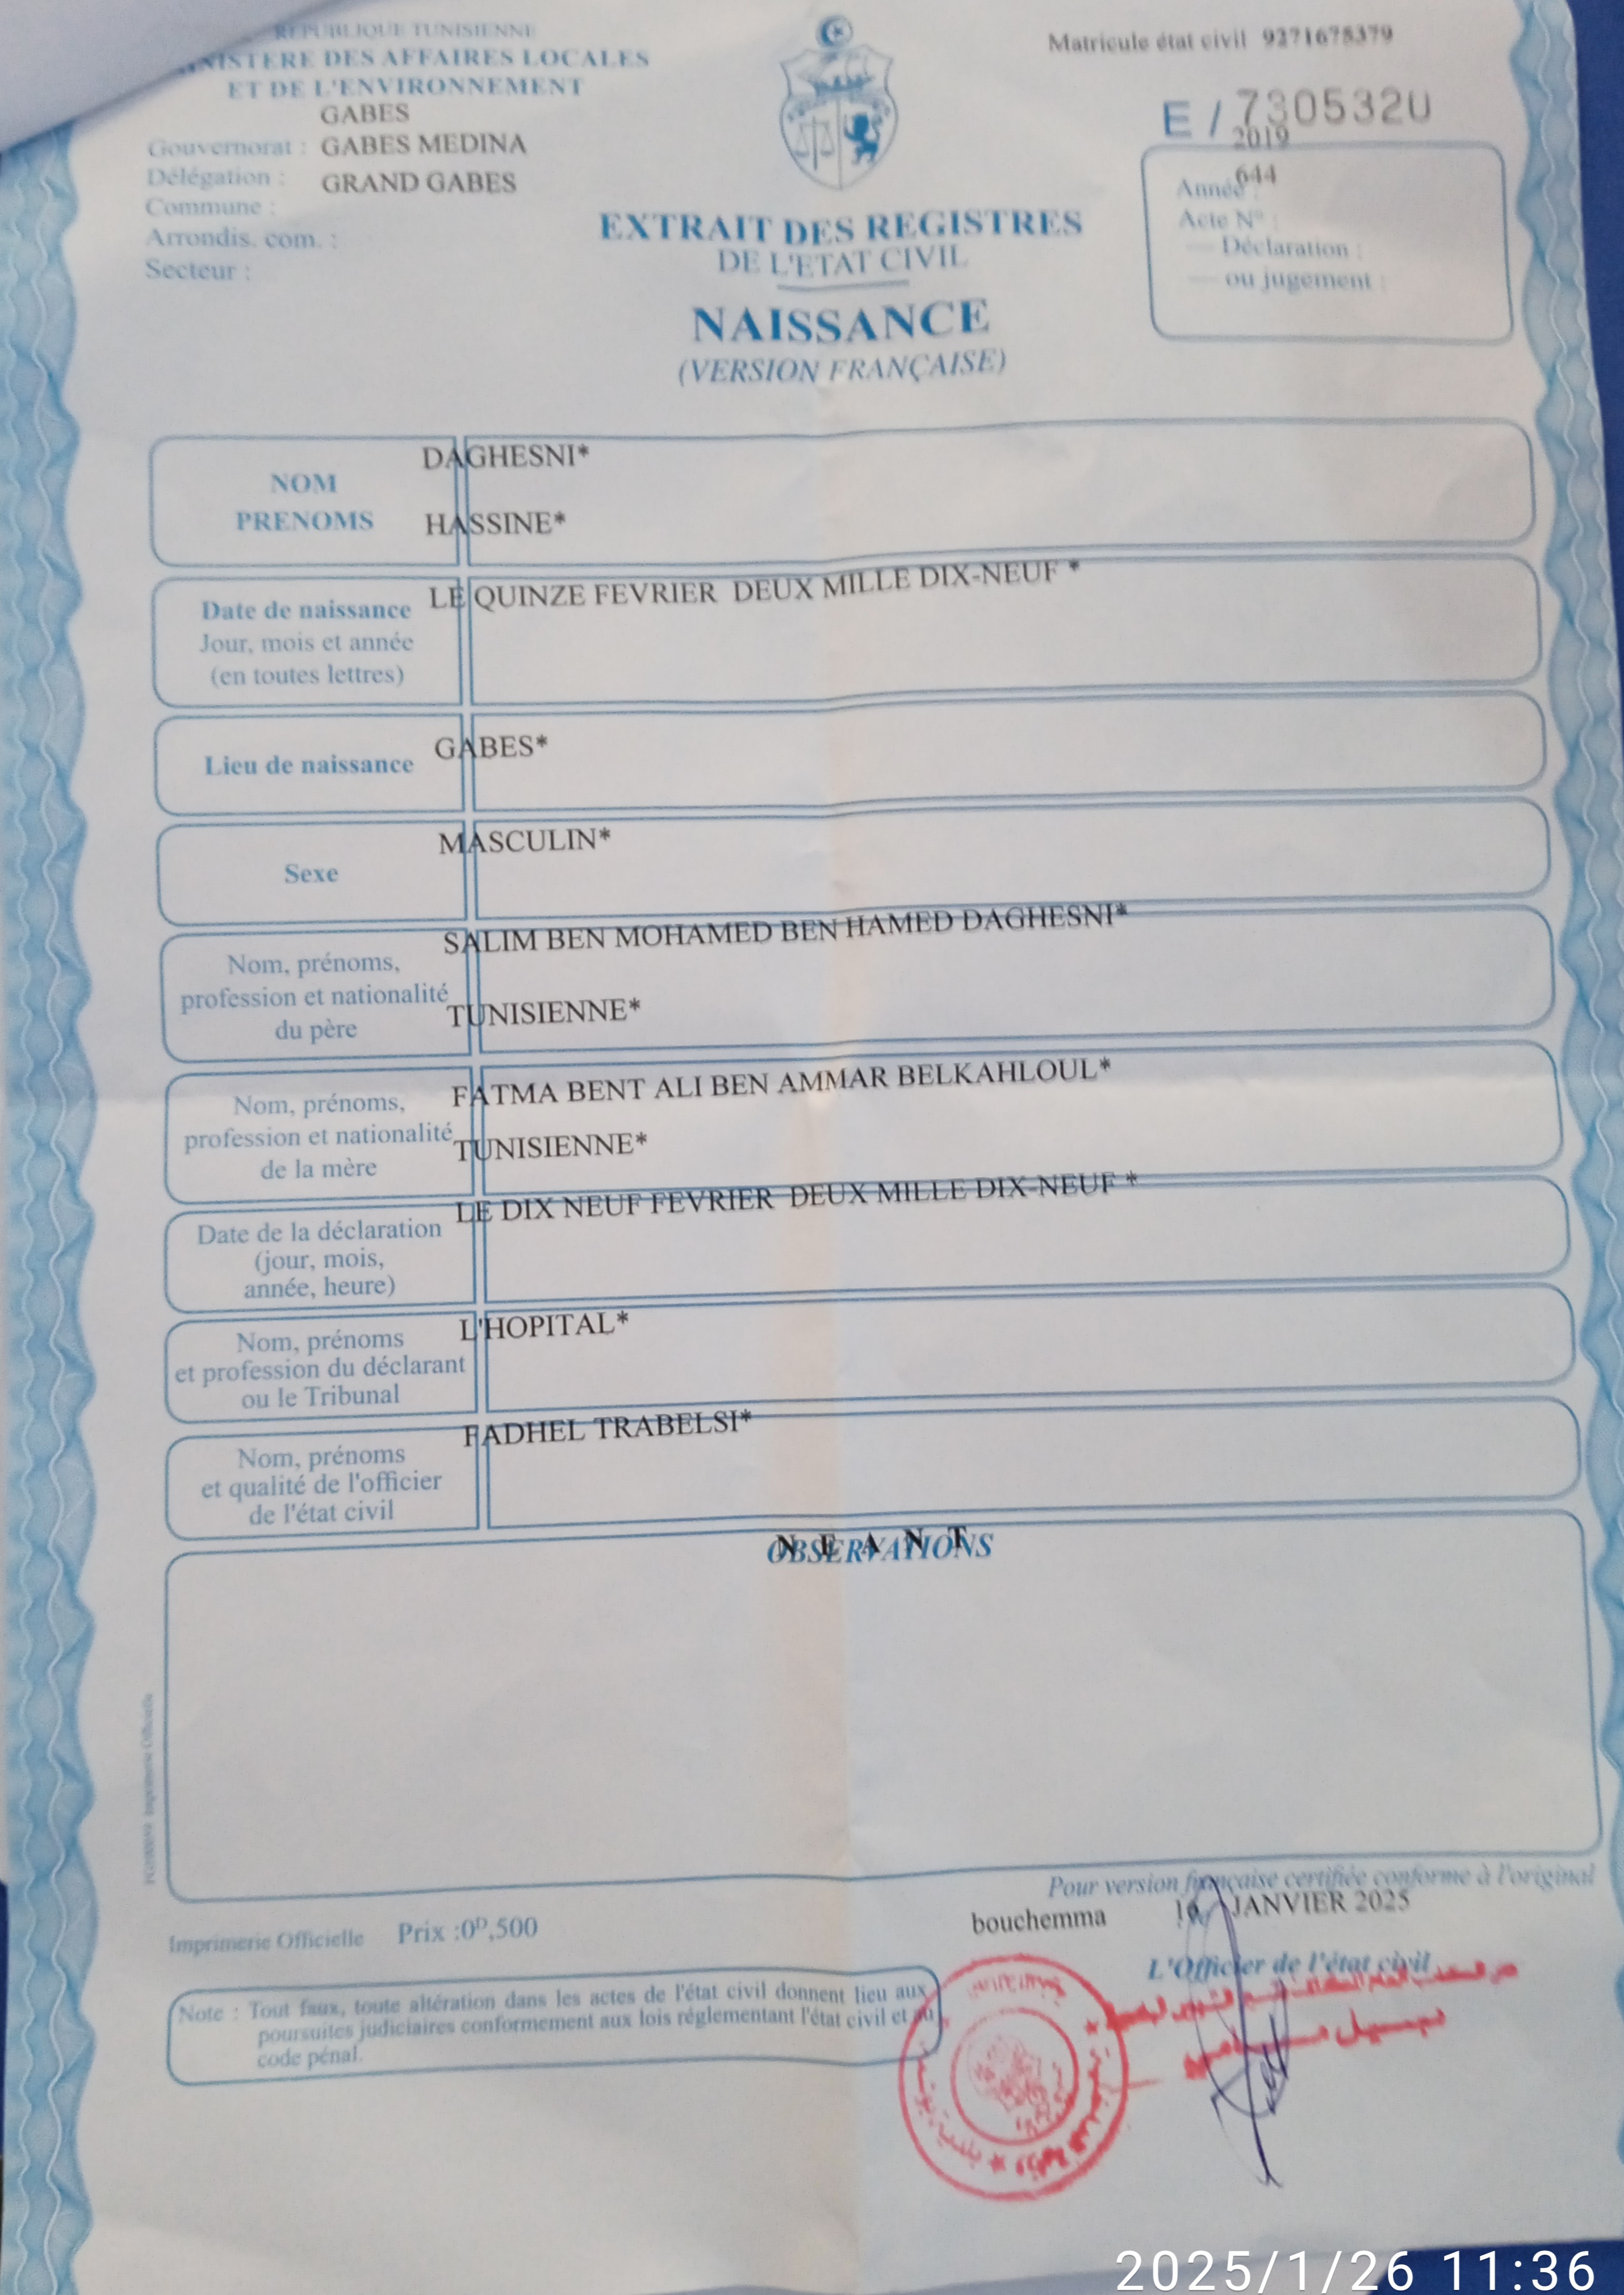 REPUBLIQUE TUNISIENNE
DES AFFAIRES LOCALES
ET DE L'ENVIRONNEMENT
GABES
Gouvernorat : GABES MEDINA
Délégation : GRAND GABES
Commune :
Arrondis. com. :
Secteur :
Matricule état civil 9271675379
E / 730532
2019
644
Année :
Acte N° :
— Déclaration :
— ou jugement :
EXTRAIT DES REGISTRES
DE L'ETAT CIVIL
NAISSANCE
(VERSION FRANÇAISE)
NOM
PRENOMS
DAGHESNI*
HASSINE*
Date de naissance
Jour, mois et année
(en toutes lettres)
LE QUINZE FEVRIER DEUX MILLE DIX-NEUF *
Lieu de naissance
GABES*
Sexe
MASCULIN*
Nom, prénoms,
profession et nationalité
du père
SALIM BEN MOHAMED BEN HAMED DAGHESNI*
TUNISIENNE*
Nom, prénoms,
profession et nationalité
de la mère
FATMA BENT ALI BEN AMMAR BELKAHLOUL*
TUNISIENNE*
Date de la déclaration
(jour, mois,
année, heure)
LE DIX NEUF FEVRIER DEUX MILLE DIX-NEUF *
Nom, prénoms
et profession du déclarant
ou le Tribunal
L'HOPITAL*
Nom, prénoms
et qualité de l'officier
de l'état civil
FADHEL TRABELSI*
OBSERVATIONS
N E A N T
Imprimerie Officielle
Pour version française certifiée conforme à l'original
bouchemma JANVIER 2025
L'Officier de l'état civil
Imprimerie Officielle Prix :0ᴰ,500
Note : Tout faux, toute altération dans les actes de l'état civil donnent lieu aux
poursuites judiciaires conformement aux lois réglementant l'état civil et au
code pénal.
2025/1/26 11:36